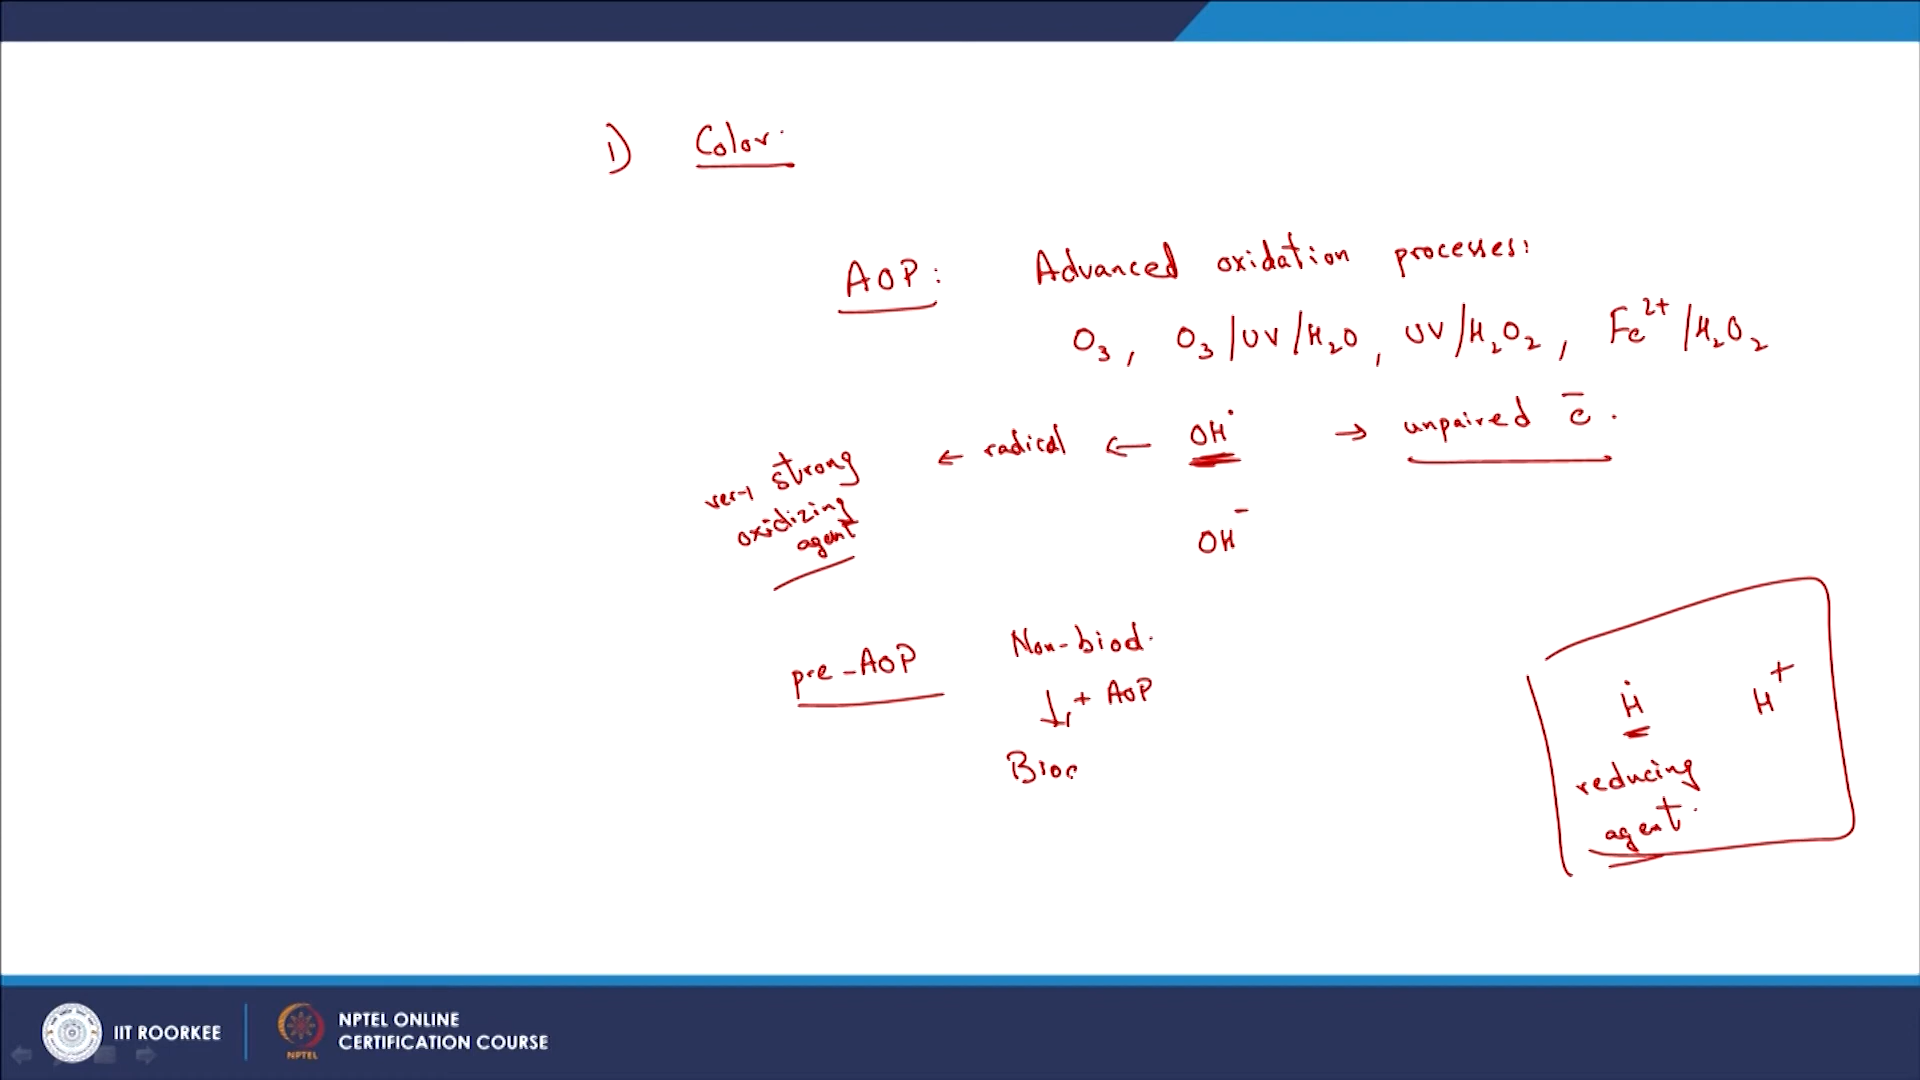 1) Color.
AOP: Advanced oxidation processes:
O₃, O₃/UV/H₂O, UV/H₂O₂, Fe²⁺/H₂O₂
very strong oxidizing agent ← radical ← OH˙ → unpaired e̅.
OH⁻
pre-AOP
Non-biod.
↓ + AOP
Bioc
Ḣ H⁺
reducing
agent.
IIT ROORKEE
NPTEL
NPTEL ONLINE
CERTIFICATION COURSE